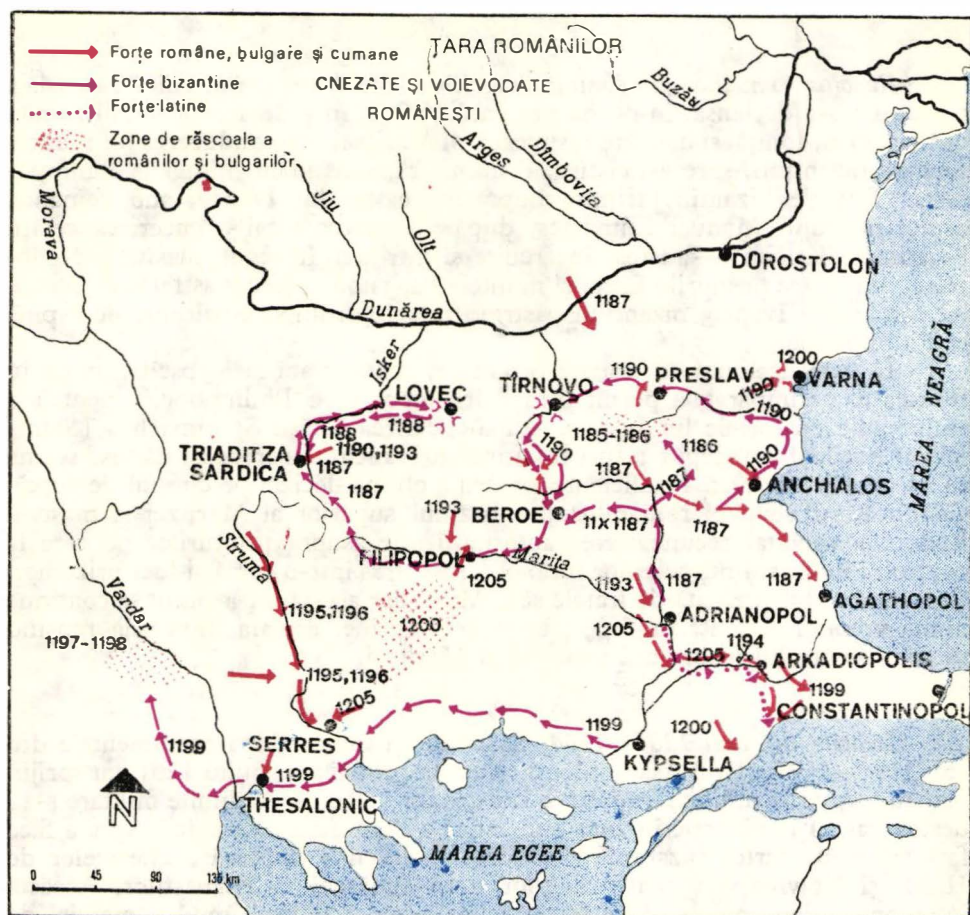 Forțe române, bulgare și cumane
Forțe bizantine
Forțe latine
Zone de răscoala a
românilor și bulgarilor
ȚARA ROMÂNILOR
CNEZATE ȘI VOIEVODATE
ROMÂNEȘTI
Buzău
Argeș
Dîmbovița
Morava
Jiu
Olt
DUROSTOLON
1187
Dunărea
Isker
MAREA NEAGRĂ
1200
1190
PRESLAV
1190
VARNA
TÎRNOVO
LOVEC
1190
1188
1188
1185-1186
1186
1190
1190,1193
TRIADITZA
SARDICA
1187
1187
1187
1190
ANCHIALOS
1187
1193
BEROE
11X1187
1187
FILIPOPOL
Marița
1205
Struma
1193
1187
1187
AGATHOPOL
ADRIANOPOL
1205
1200
Vardar
1195,1196
1194
1205
ARKADIOPOLIS
1197-1198
1195,1196
1199
CONSTANTINOPOL
1205
1199
1200
SERRES
KYPSELLA
1199
1199
THESALONIC
N
MAREA EGEE
0 45 80 135 km